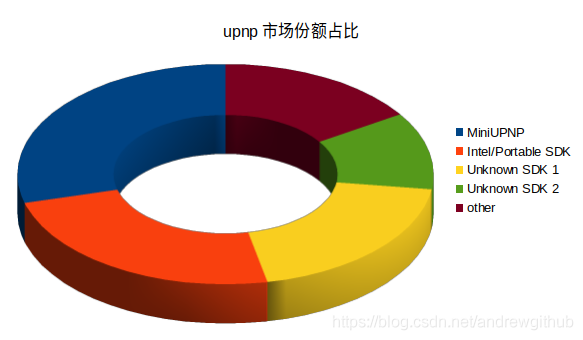 upnp 市场份额占比
MiniUPNP
Intel/Portable SDK
Unknown SDK 1
Unknown SDK 2
other
https://blog.csdn.net/andrewgithub